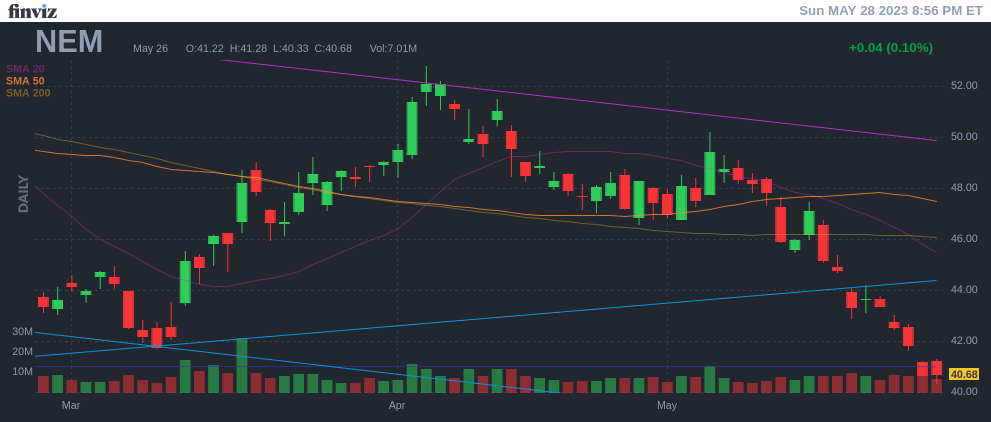 finviz
Sun MAY 28 2023 8:56 PM ET
NEM
May 26 O:41.22 H:41.28 L:40.33 C:40.68 Vol:7.01M
+0.04 (0.10%)
SMA 20
SMA 50
SMA 200
DAILY
52.00
50.00
48.00
46.00
44.00
42.00
40.68
40.00
30M
20M
10M
Mar Apr May